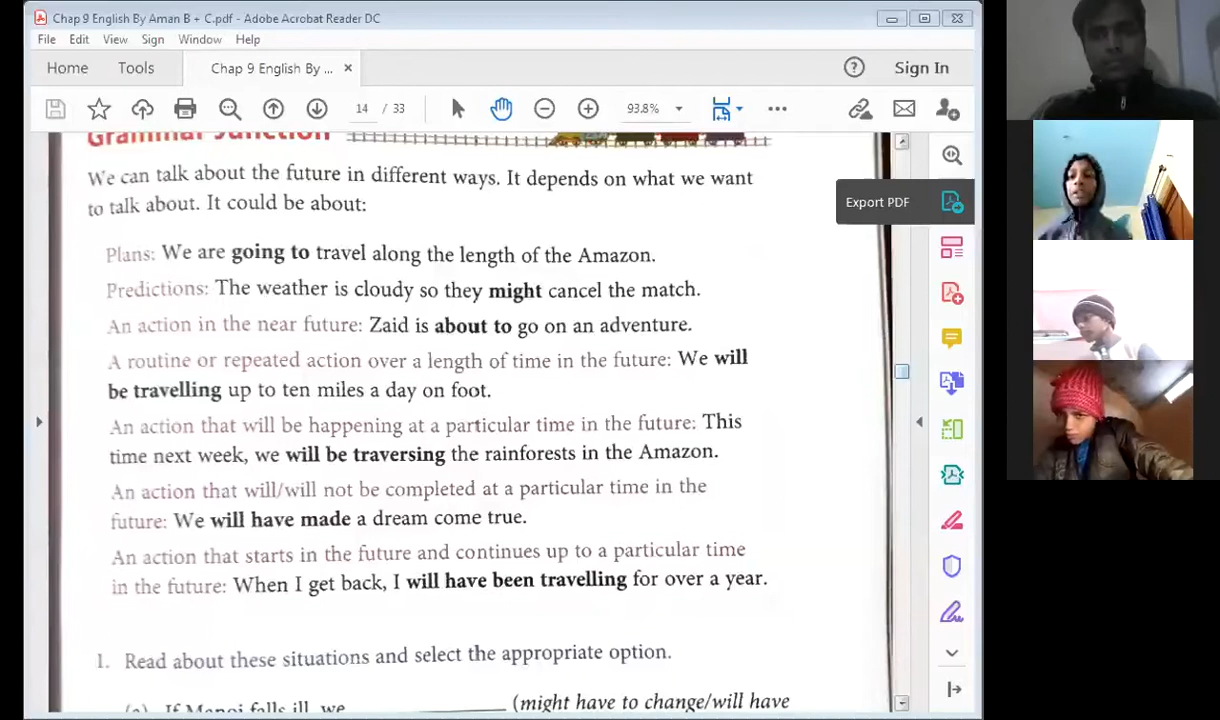 Chap 9 English By Aman B + C.pdf - Adobe Acrobat Reader DC
File Edit View Sign Window Help
Home Tools Chap 9 English By ... × Sign In
14 / 33 93.8%
Grammar Junction
We can talk about the future in different ways. It depends on what we want
to talk about. It could be about:
Export PDF
Plans: We are going to travel along the length of the Amazon.
Predictions: The weather is cloudy so they might cancel the match.
An action in the near future: Zaid is about to go on an adventure.
A routine or repeated action over a length of time in the future: We will
be travelling up to ten miles a day on foot.
An action that will be happening at a particular time in the future: This
time next week, we will be traversing the rainforests in the Amazon.
An action that will/will not be completed at a particular time in the
future: We will have made a dream come true.
An action that starts in the future and continues up to a particular time
in the future: When I get back, I will have been travelling for over a year.
1. Read about these situations and select the appropriate option.
(a) If Manoj falls ill, we (might have to change/will have